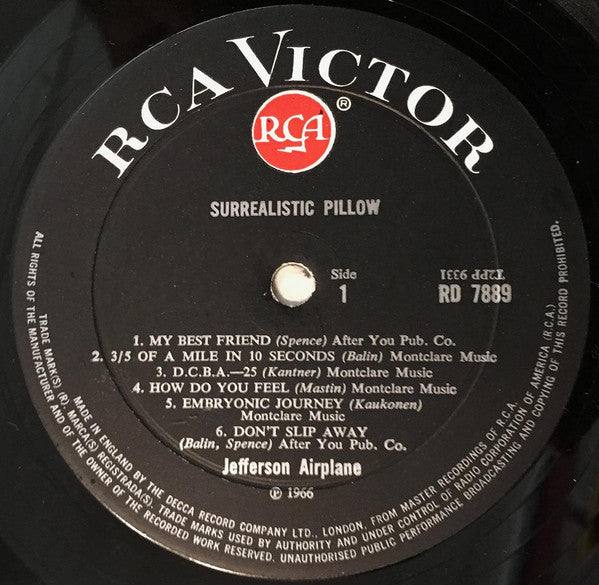 RCA VICTOR
RCA
®
SURREALISTIC PILLOW
Side
1
T2PP 9331
RD 7889
1. MY BEST FRIEND (Spence) After You Pub. Co.
2. 3/5 OF A MILE IN 10 SECONDS (Balin) Montclare Music
3. D.C.B.A.—25 (Kantner) Montclare Music
4. HOW DO YOU FEEL (Mastin) Montclare Music
5. EMBRYONIC JOURNEY (Kaukonen)
Montclare Music
6. DON'T SLIP AWAY
(Balin, Spence) After You Pub. Co.
Jefferson Airplane
℗ 1966
TRADE MARK(S) (R). MARCA(S) REGISTRADA(S). TRADE MARKS USED BY AUTHORITY AND UNDER CONTROL OF RADIO CORPORATION OF AMERICA (R.C.A.)
MADE IN ENGLAND BY THE DECCA RECORD COMPANY LTD., LONDON, FROM MASTER RECORDINGS OF R.C.A.
ALL RIGHTS OF THE MANUFACTURER AND OF THE OWNER OF THE RECORDED WORK RESERVED. UNAUTHORISED PUBLIC PERFORMANCE BROADCASTING AND COPYING OF THIS RECORD PROHIBITED.